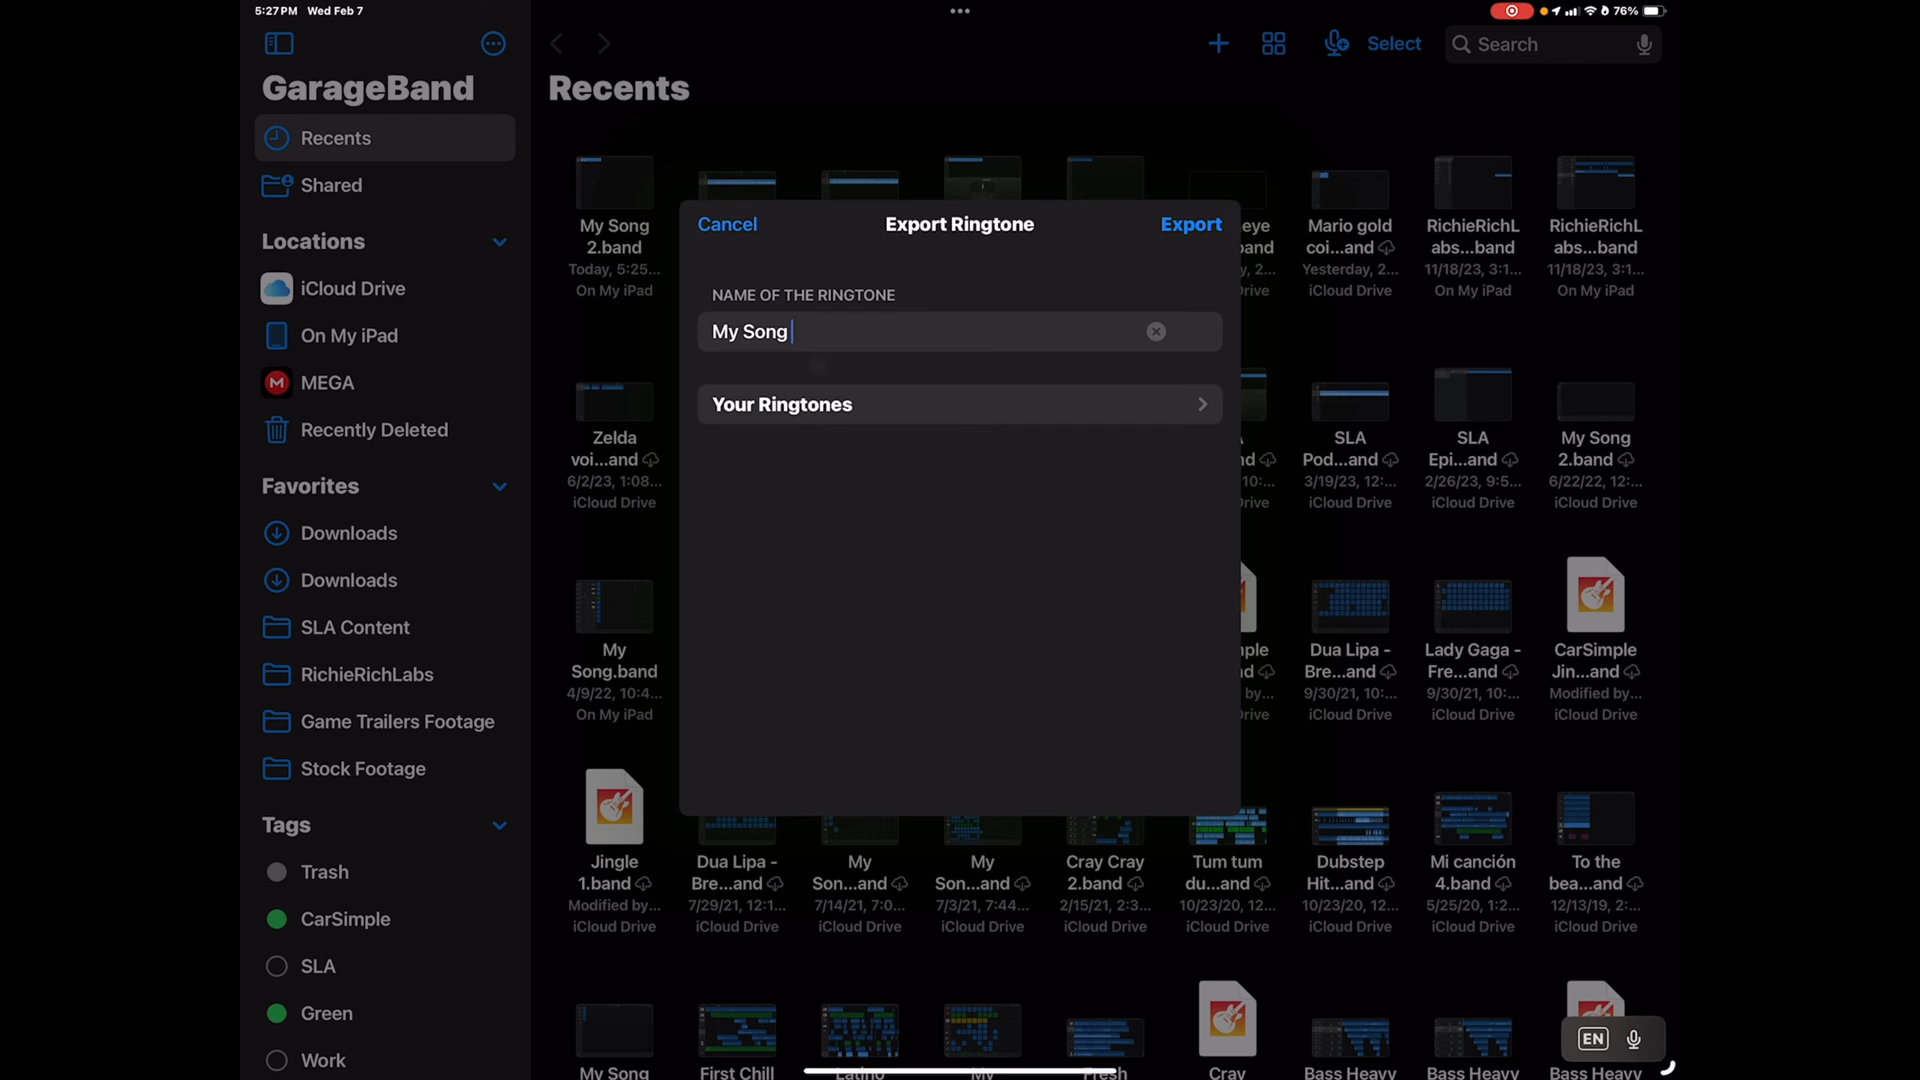 5:27 PM Wed Feb 7
76%
GarageBand
Recents
Shared
Locations
iCloud Drive
On My iPad
MEGA
Recently Deleted
Favorites
Downloads
Downloads
SLA Content
RichieRichLabs
Game Trailers Footage
Stock Footage
Tags
Trash
CarSimple
SLA
Green
Work
Select
Search
Recents
My Song
2.band
Today, 5:25...
On My iPad
Mario gold
coi...and
Yesterday, 2...
iCloud Drive
RichieRichL
abs...band
11/18/23, 3:1...
On My iPad
RichieRichL
abs...band
11/18/23, 3:1...
On My iPad
Cancel
Export Ringtone
Export
NAME OF THE RINGTONE
My Song
Your Ringtones
Zelda
voi...and
6/2/23, 1:08...
iCloud Drive
SLA
Pod...and
3/19/23, 12:...
iCloud Drive
SLA
Epi...and
2/26/23, 9:5...
iCloud Drive
My Song
2.band
6/22/22, 12:...
iCloud Drive
My
Song.band
4/9/22, 10:4...
On My iPad
Dua Lipa -
Bre...and
9/30/21, 10:...
iCloud Drive
Lady Gaga -
Fre...and
9/30/21, 10:...
iCloud Drive
CarSimple
Jin...and
Modified by...
iCloud Drive
Jingle
1.band
Modified by...
iCloud Drive
Dua Lipa -
Bre...and
7/29/21, 12:1...
iCloud Drive
My
Son...and
7/14/21, 7:0...
iCloud Drive
My
Son...and
7/3/21, 7:44...
iCloud Drive
Cray Cray
2.band
2/15/21, 2:3...
iCloud Drive
Tum tum
du...and
10/23/20, 12...
iCloud Drive
Dubstep
Hit...and
10/23/20, 12...
iCloud Drive
Mi canción
4.band
5/25/20, 1:2...
iCloud Drive
To the
bea...and
12/13/19, 2:...
iCloud Drive
My Song
First Chill
Latino
My
Fresh
Cray
Bass Heavy
Bass Heavy
EN